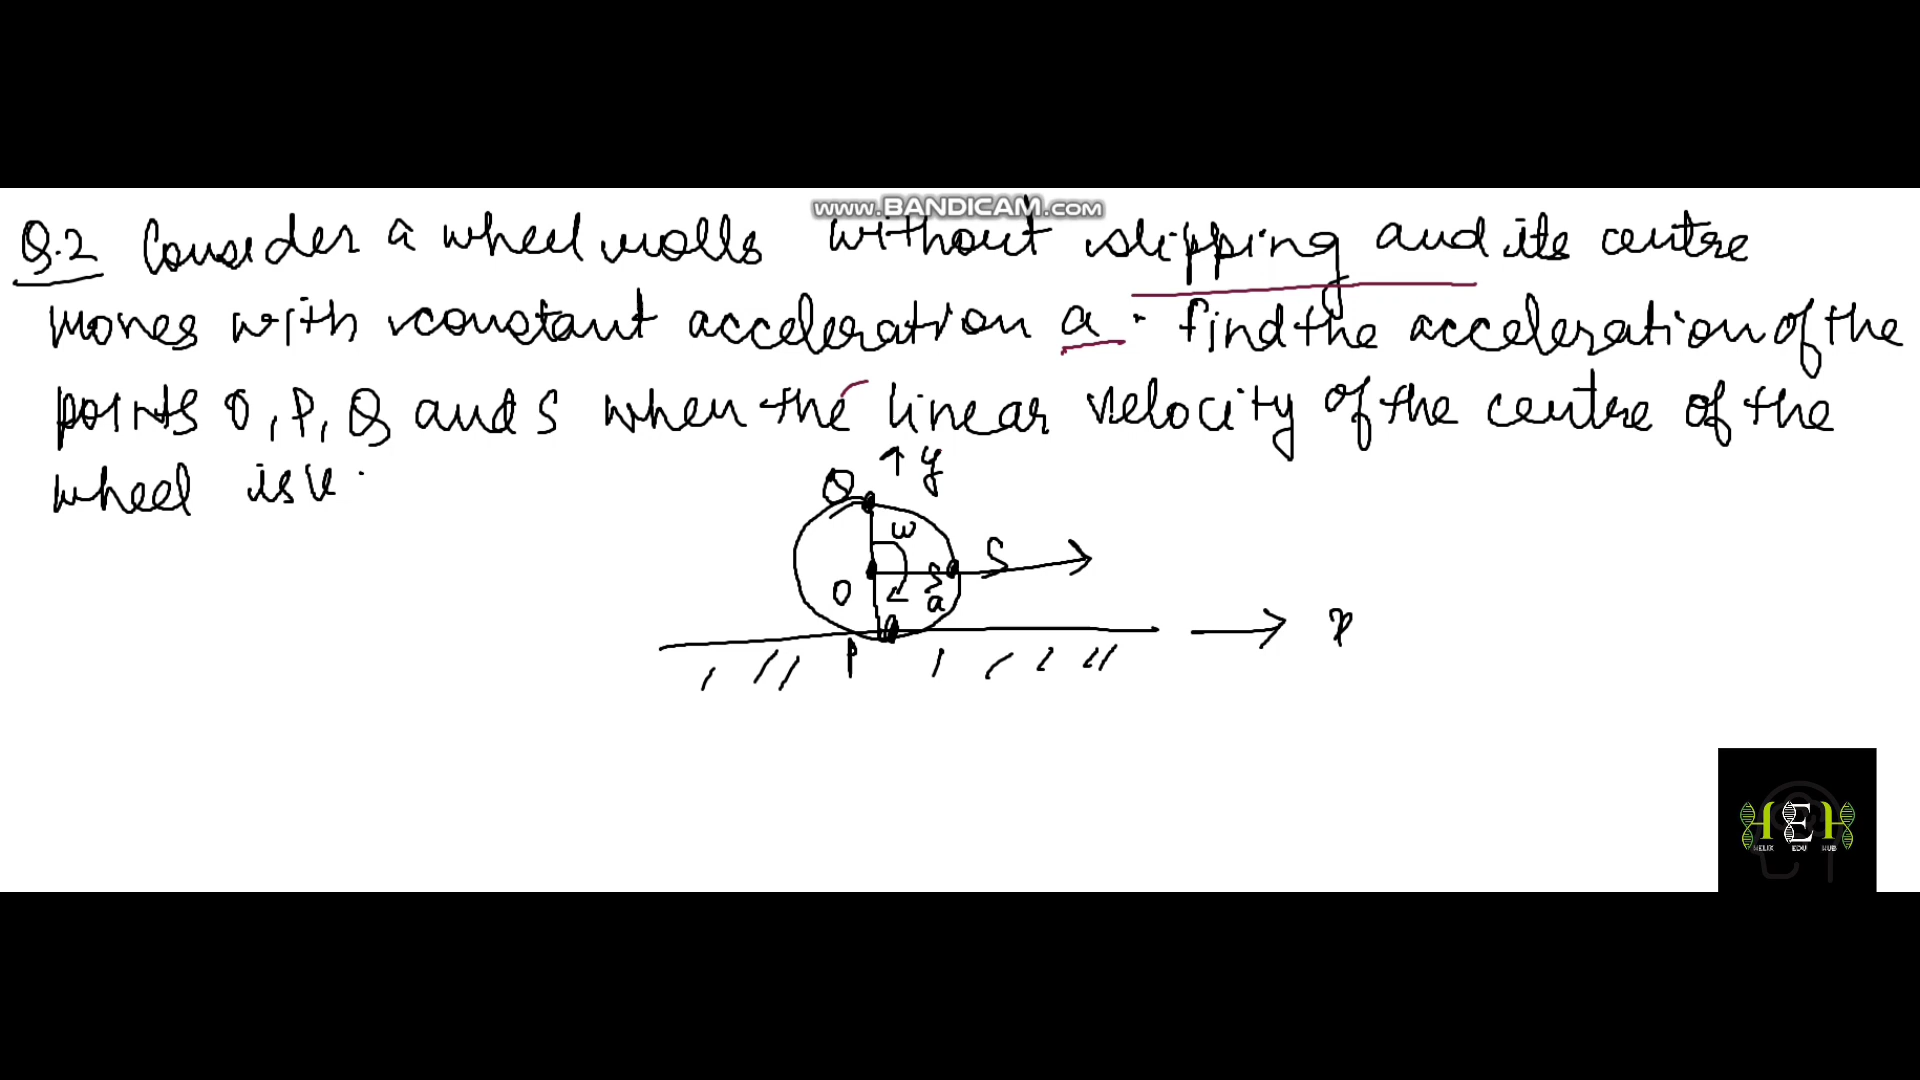 www.BANDICAM.com
Q.2 Consider a wheel rolls without slipping and its centre
moves with constant acceleration a. find the acceleration of the
points O, P, Q and S when the linear velocity of the centre of the
wheel is v.
↑ y
Q
ω
S
O
S
a
P
x
HEH
HELIX EDU HUB